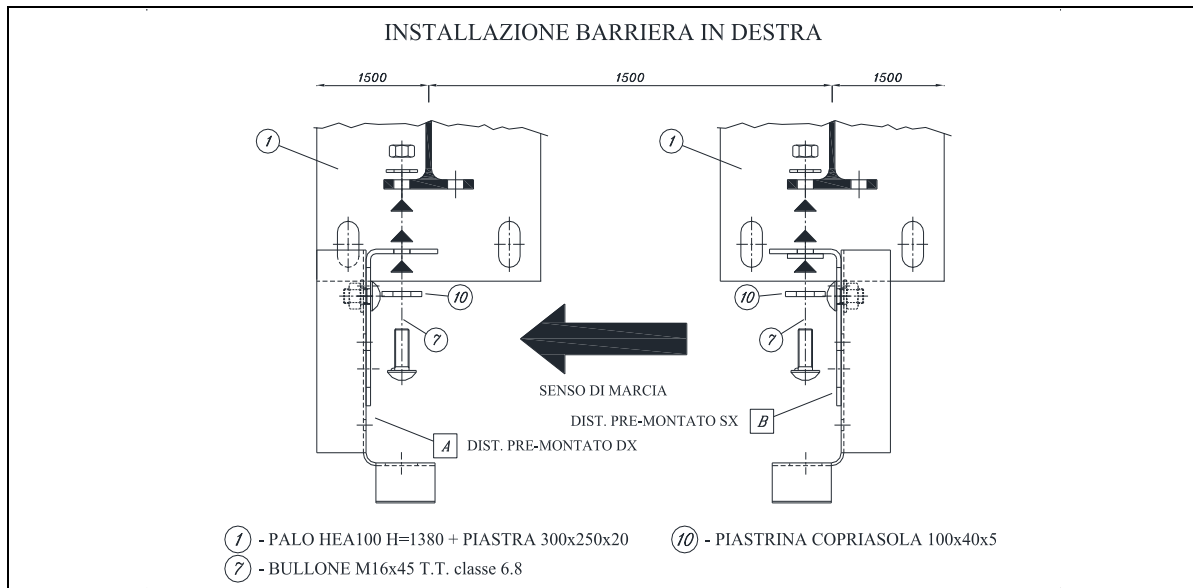 INSTALLAZIONE BARRIERA IN DESTRA
1500 1500 1500
1 1
10 10
7 7
SENSO DI MARCIA
DIST. PRE-MONTATO SX B
A DIST. PRE-MONTATO DX
1 - PALO HEA100 H=1380 + PIASTRA 300x250x20 10 - PIASTRINA COPRIASOLA 100x40x5
7 - BULLONE M16x45 T.T. classe 6.8